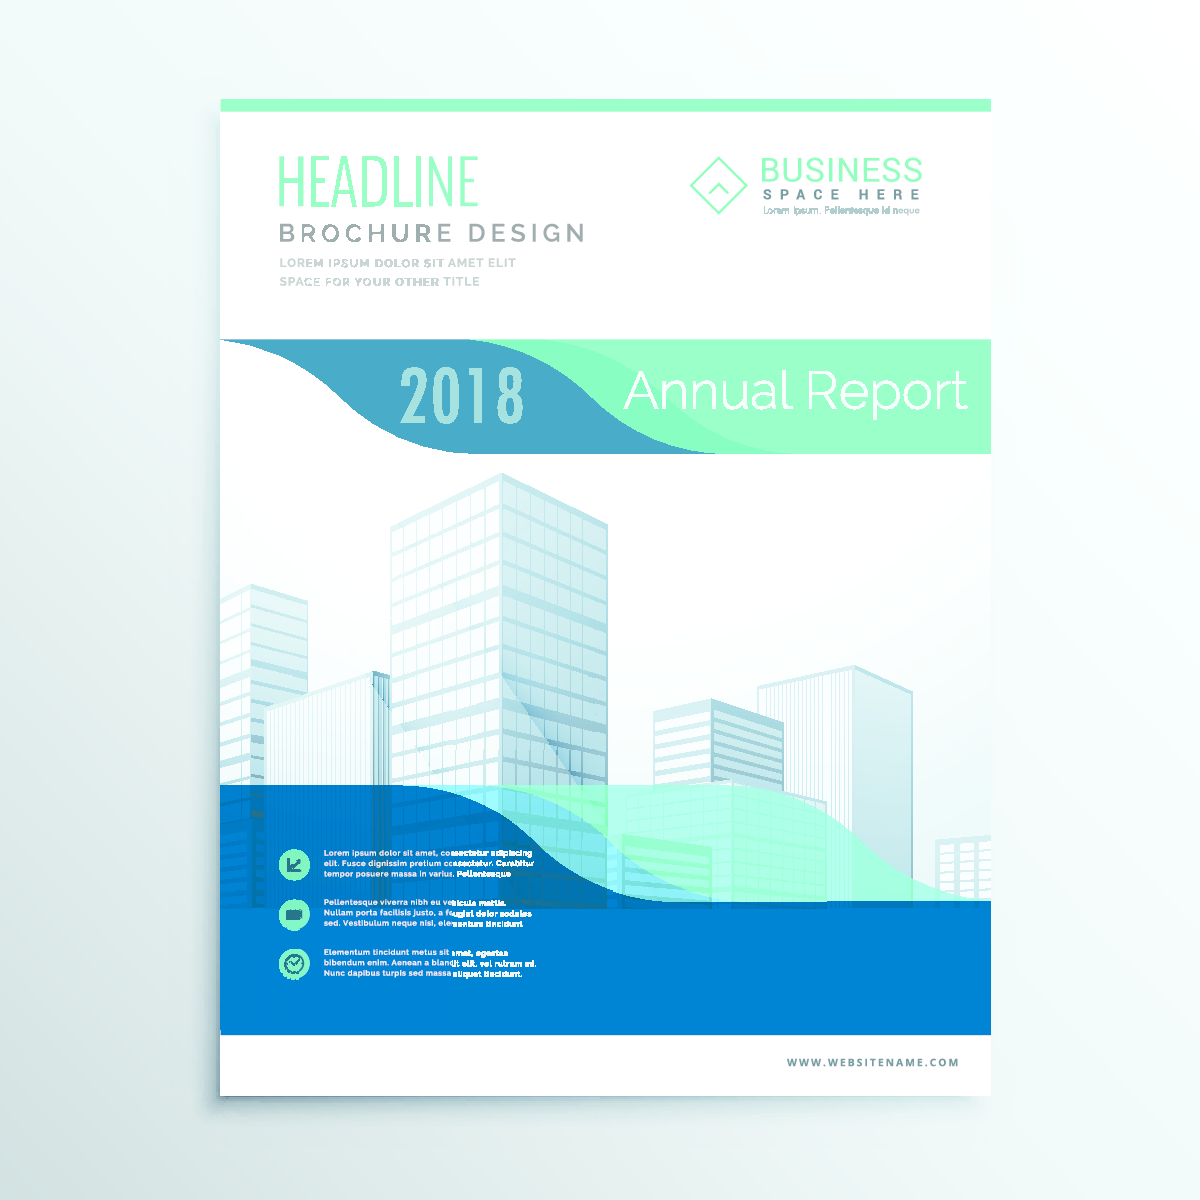 HEADLINE
BROCHURE DESIGN
LOREM IPSUM DOLOR SIT AMET ELIT
SPACE FOR YOUR OTHER TITLE
BUSINESS
SPACE HERE
Lorem Ipsum. Pellentesque id neque
2018
Annual Report
Lorem ipsum dolor sit amet, consectetur adipiscing
elit. Fusce dignissim pretium consectetur. Curabitur
tempor posuere massa in varius. Pellentesque
Pellentesque viverra nibh eu vehicula mattis.
Nullam porta facilisis justo, a feugiat dolor sodales
sed. Vestibulum neque nisi, elementum tincidunt
Elementum tincidunt metus sit amet, egestas
bibendum enim. Aenean a blandit elit, vel rutrum mi.
Nunc dapibus turpis sed massa aliquet tincidunt.
WWW.WEBSITENAME.COM